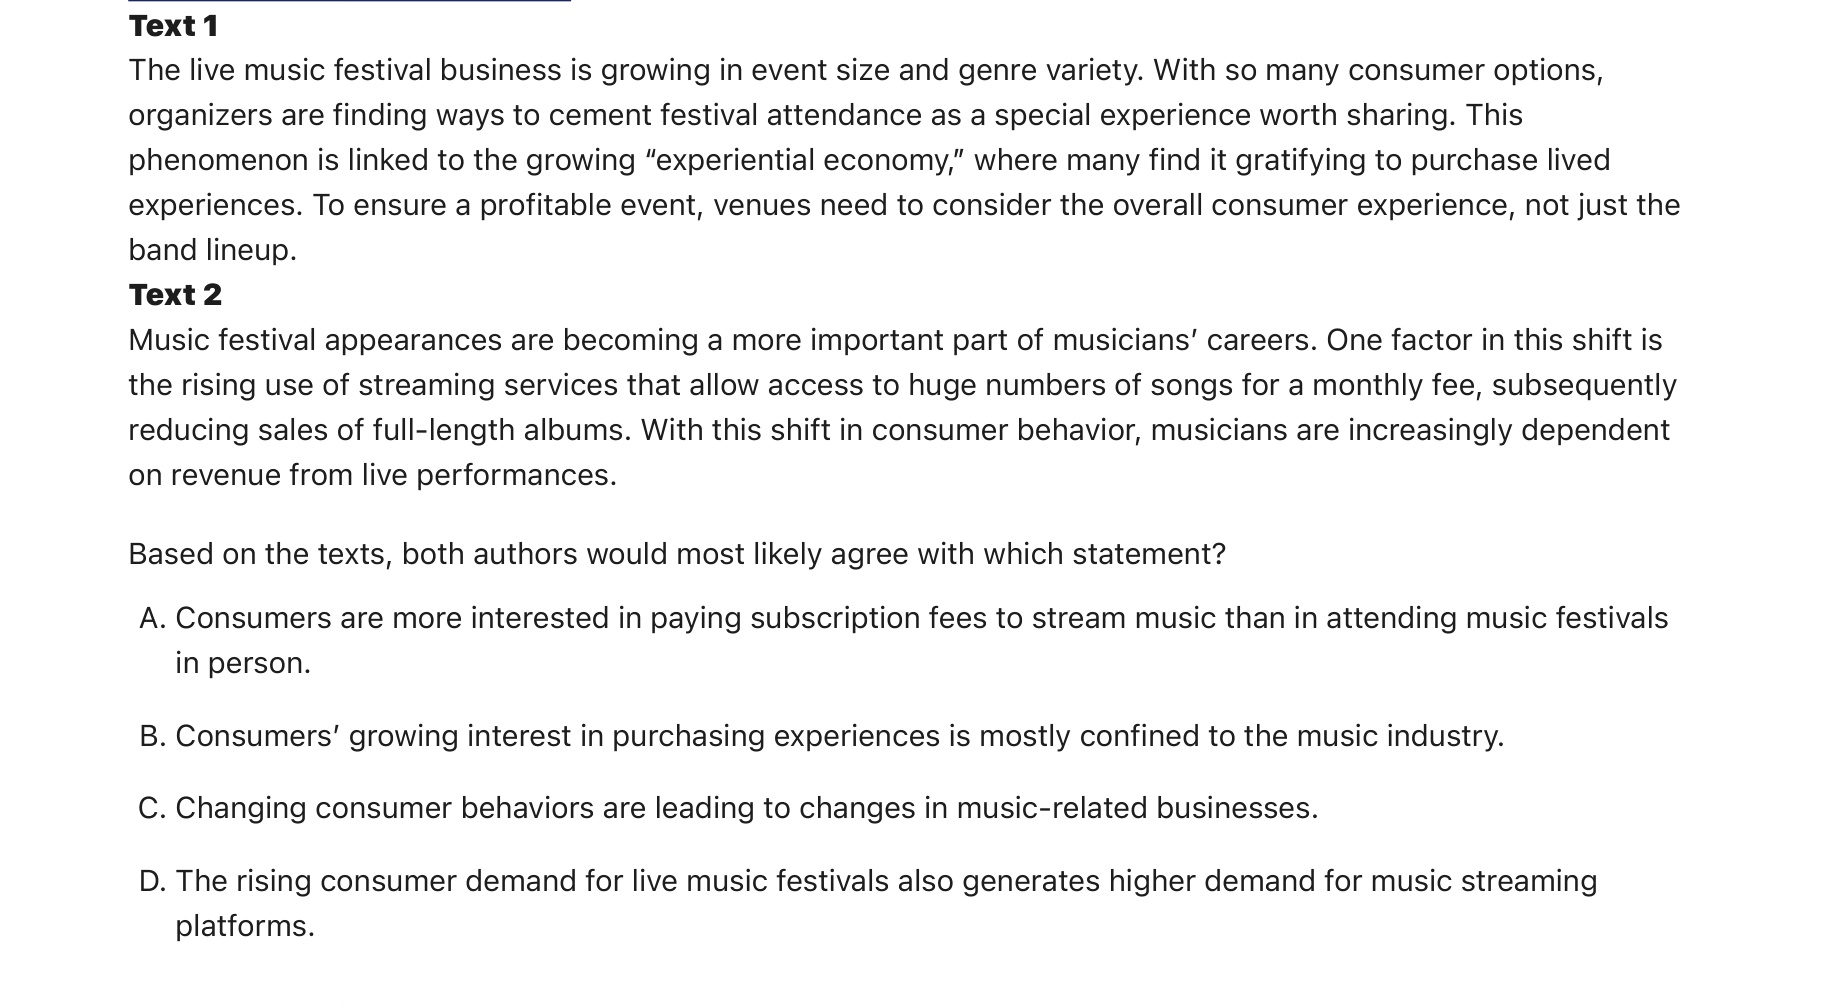 Text 1
The live music festival business is growing in event size and genre variety. With so many consumer options,
organizers are finding ways to cement festival attendance as a special experience worth sharing. This
phenomenon is linked to the growing “experiential economy,” where many find it gratifying to purchase lived
experiences. To ensure a profitable event, venues need to consider the overall consumer experience, not just the
band lineup.
Text 2
Music festival appearances are becoming a more important part of musicians’ careers. One factor in this shift is
the rising use of streaming services that allow access to huge numbers of songs for a monthly fee, subsequently
reducing sales of full-length albums. With this shift in consumer behavior, musicians are increasingly dependent
on revenue from live performances.
Based on the texts, both authors would most likely agree with which statement?
A. Consumers are more interested in paying subscription fees to stream music than in attending music festivals
in person.
B. Consumers’ growing interest in purchasing experiences is mostly confined to the music industry.
C. Changing consumer behaviors are leading to changes in music-related businesses.
D. The rising consumer demand for live music festivals also generates higher demand for music streaming
platforms.